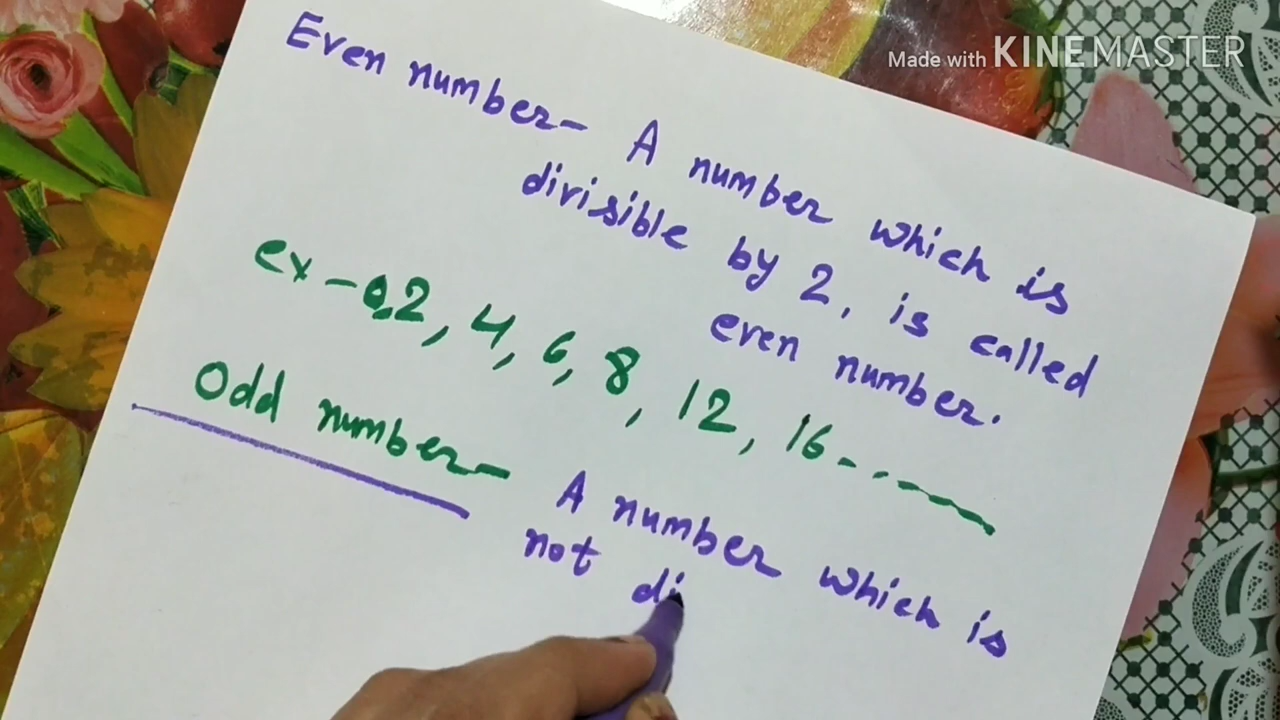 Made with KINEMASTER
Even number- A number which is
divisible by 2, is called
even number.
ex-0,2, 4, 6, 8, 12, 16------
Odd number- A number which is
not di